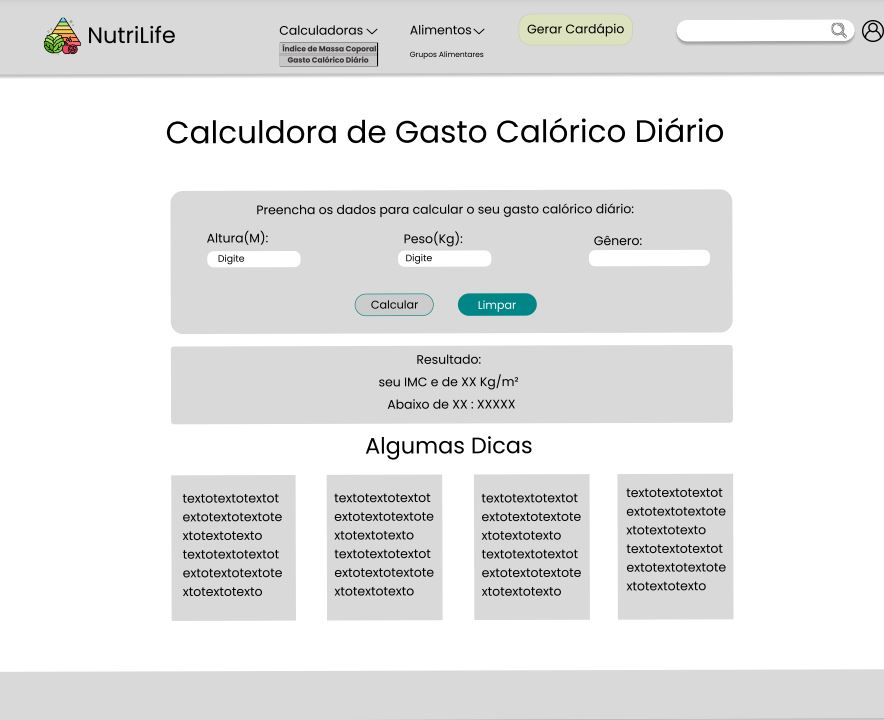 NutriLife
Calculadoras
Alimentos
Gerar Cardápio
Índice de Massa Coporal
Gasto Calórico Diário
Grupos Alimentares
Calculdora de Gasto Calórico Diário
Preencha os dados para calcular o seu gasto calórico diário:
Altura(M):
Peso(Kg):
Gênero:
Digite
Digite
Calcular
Limpar
Resultado:
seu IMC e de XX Kg/m²
Abaixo de XX : XXXXX
Algumas Dicas
textotextotextot
extotextotextote
xtotextotexto
textotextotextot
extotextotextote
xtotextotexto
textotextotextot
extotextotextote
xtotextotexto
textotextotextot
extotextotextote
xtotextotexto
textotextotextot
extotextotextote
xtotextotexto
textotextotextot
extotextotextote
xtotextotexto
textotextotextot
extotextotextote
xtotextotexto
textotextotextot
extotextotextote
xtotextotexto